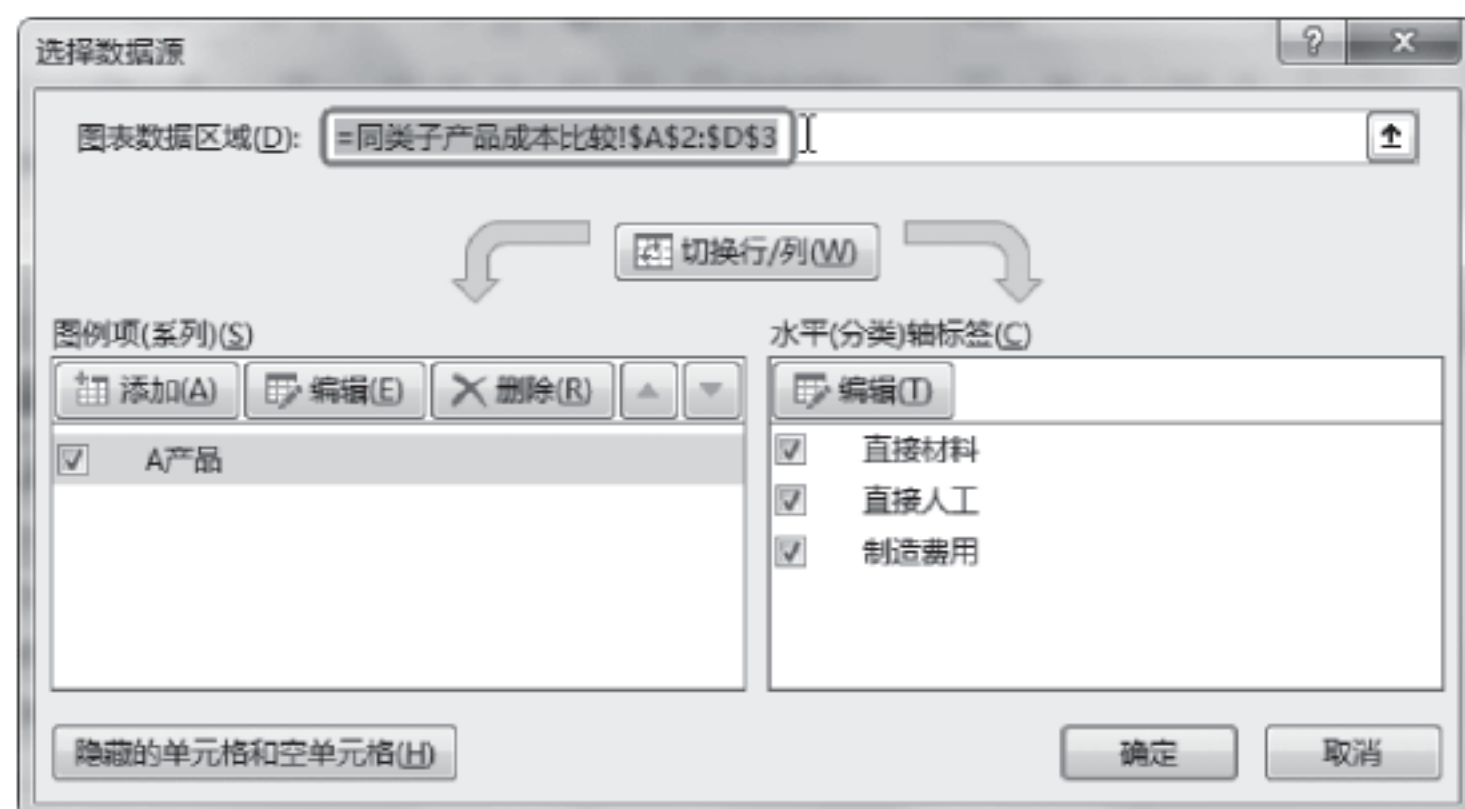 选择数据源
图表数据区域(D): =同类子产品成本比较!$A$2:$D$3
切换行/列(W)
图例项(系列)(S)
水平(分类)轴标签(C)
添加(A) 编辑(E) 删除(R)
编辑(T)
A产品
直接材料
直接人工
制造费用
隐藏的单元格和空单元格(H)
确定 取消